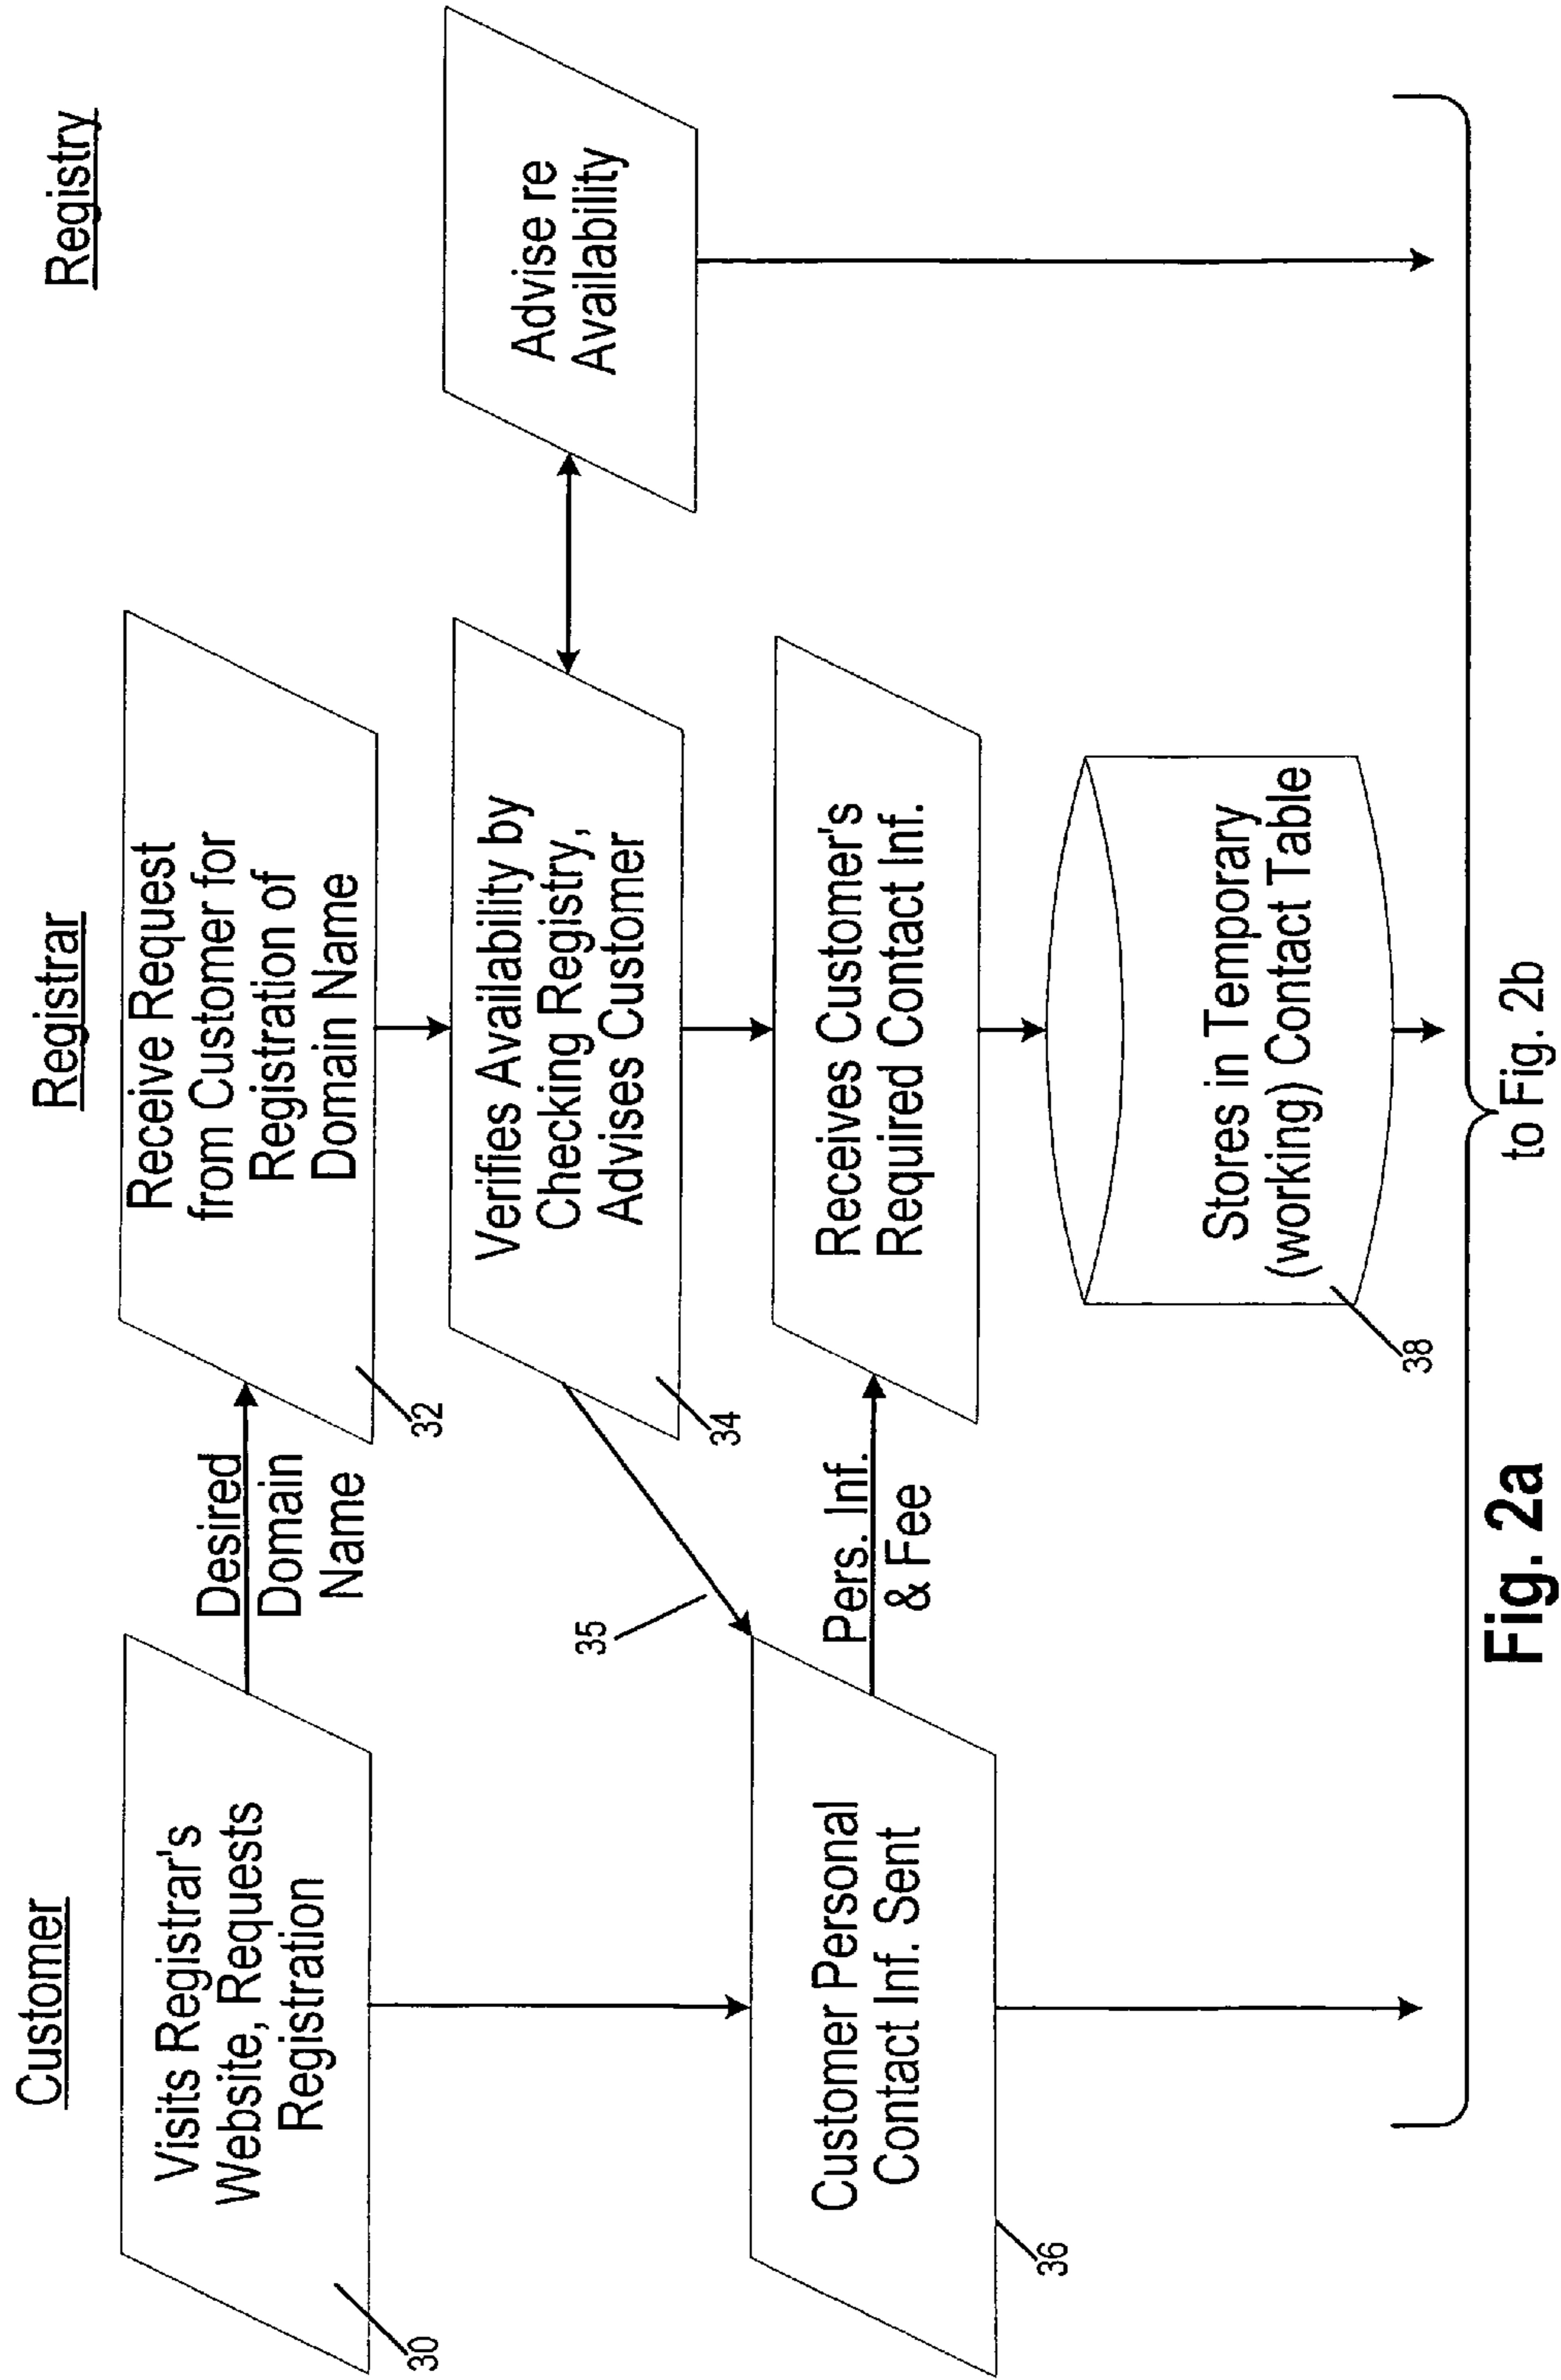 Customer
Registrar
Registry
Visits Registrar's
Website, Requests
Registration
30
Desired
Domain
Name
Receive Request
from Customer for
Registration of
Domain Name
32
Verifies Availability by
Checking Registry,
Advises Customer
34
Advise re
Availability
35
Customer Personal
Contact Inf. Sent
36
Pers. Inf.
& Fee
Receives Customer's
Required Contact Inf.
Stores in Temporary
(working) Contact Table
38
to Fig. 2b
Fig. 2a